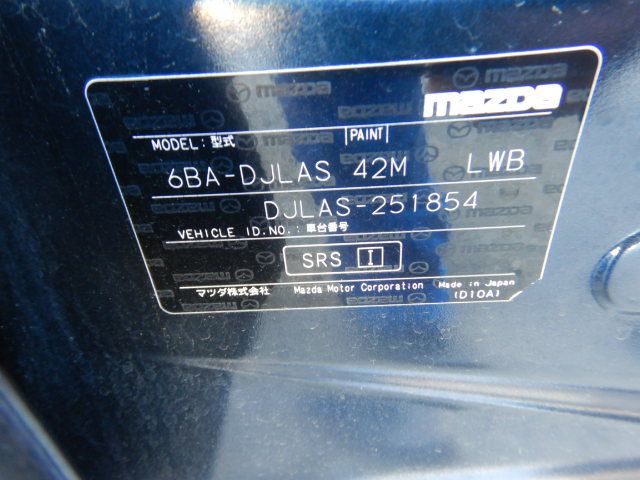 mazda
MODEL: 型式 PAINT
6BA-DJLAS 42M LWB
DJLAS-251854
VEHICLE ID.NO.: 車台番号
SRS I
マツダ株式会社 Mazda Motor Corporation Made in Japan
(D10A)